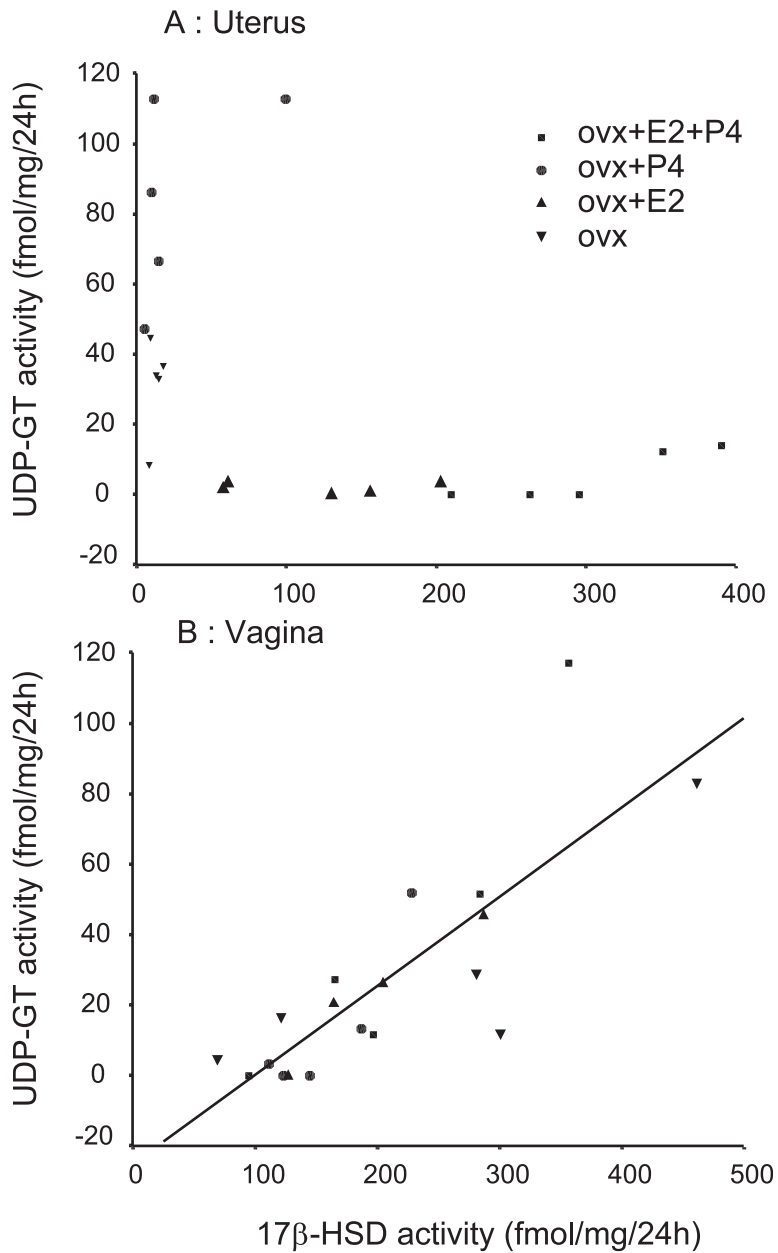 A : Uterus
UDP-GT activity (fmol/mg/24h)
120
100
80
60
40
20
0
-20
ovx+E2+P4
ovx+P4
ovx+E2
ovx
0 100 200 300 400
B : Vagina
UDP-GT activity (fmol/mg/24h)
120
100
80
60
40
20
0
-20
0 100 200 300 400 500
17β-HSD activity (fmol/mg/24h)